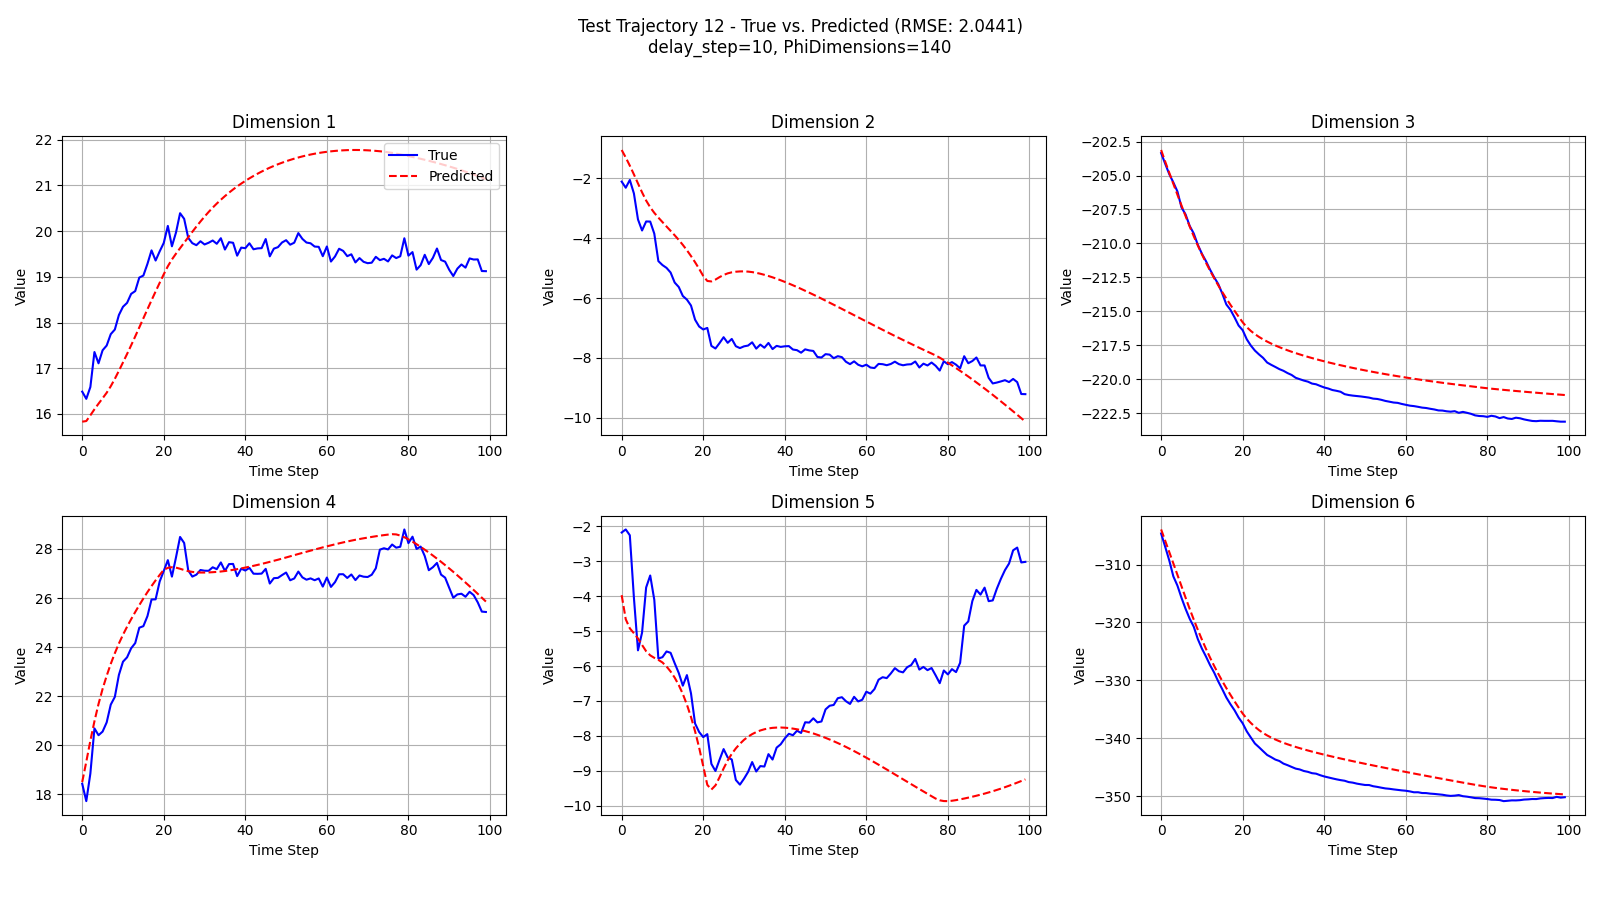 Test Trajectory 12 - True vs. Predicted (RMSE: 2.0441)
delay_step=10, PhiDimensions=140
Dimension 1
22
21
20
19
18
17
16
0 20 40 60 80 100
Value
Time Step
True
Predicted
Dimension 2
−2
−4
−6
−8
−10
0 20 40 60 80 100
Value
Time Step
Dimension 3
−202.5
−205.0
−207.5
−210.0
−212.5
−215.0
−217.5
−220.0
−222.5
0 20 40 60 80 100
Value
Time Step
Dimension 4
28
26
24
22
20
18
0 20 40 60 80 100
Value
Time Step
Dimension 5
−2
−3
−4
−5
−6
−7
−8
−9
−10
0 20 40 60 80 100
Value
Time Step
Dimension 6
−310
−320
−330
−340
−350
0 20 40 60 80 100
Value
Time Step